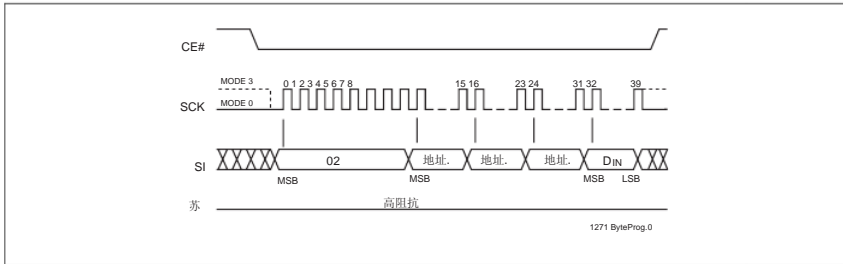 CE#
MODE 3
0 1 2 3 4 5 6 7 8
15 16
23 24
31 32
39
SCK
MODE 0
SI
02
地址.
地址.
地址.
DIN
MSB
MSB
MSB
LSB
苏
高阻抗
1271 ByteProg.0